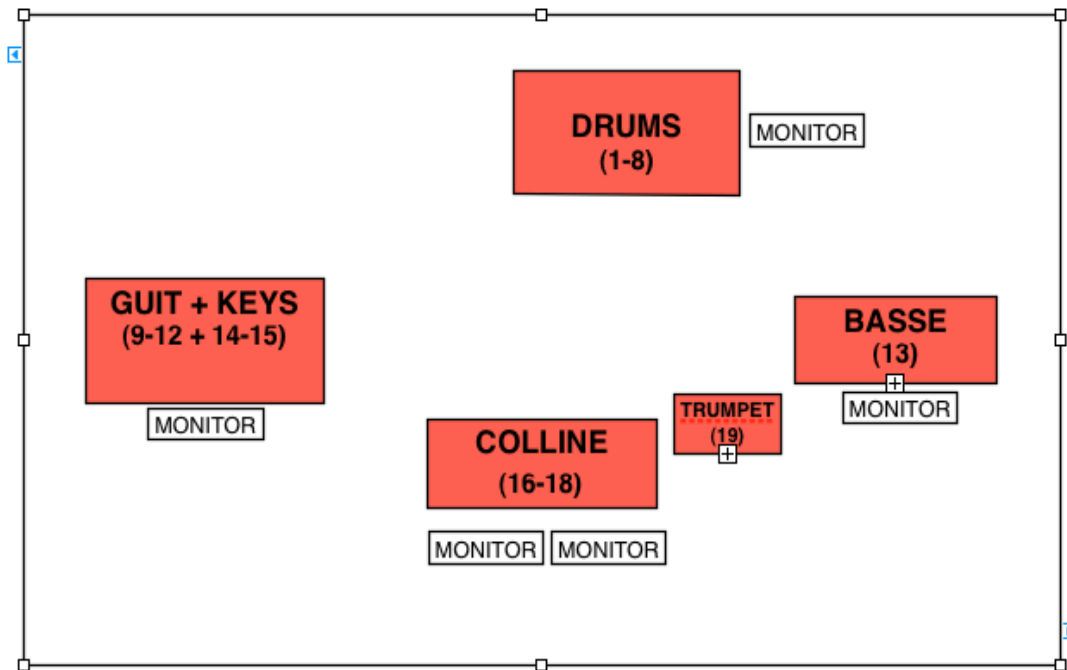 DRUMS
(1-8)
MONITOR
GUIT + KEYS
(9-12 + 14-15)
MONITOR
BASSE
(13)
MONITOR
TRUMPET
(19)
COLLINE
(16-18)
MONITOR MONITOR